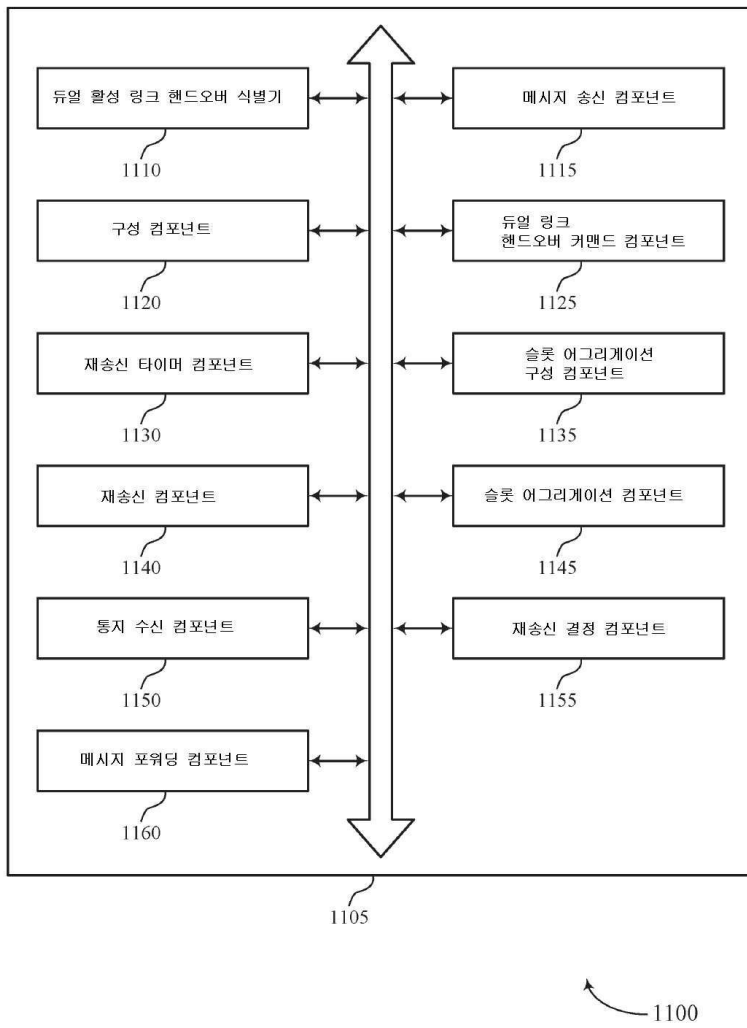 듀얼 활성 링크 핸드오버 식별기
메시지 송신 컴포넌트
1110
1115
구성 컴포넌트
듀얼 링크
핸드오버 커맨드 컴포넌트
1120
1125
재송신 타이머 컴포넌트
슬롯 어그리게이션
구성 컴포넌트
1130
1135
재송신 컴포넌트
슬롯 어그리게이션 컴포넌트
1140
1145
통지 수신 컴포넌트
재송신 결정 컴포넌트
1150
1155
메시지 포워딩 컴포넌트
1160
1105
1100